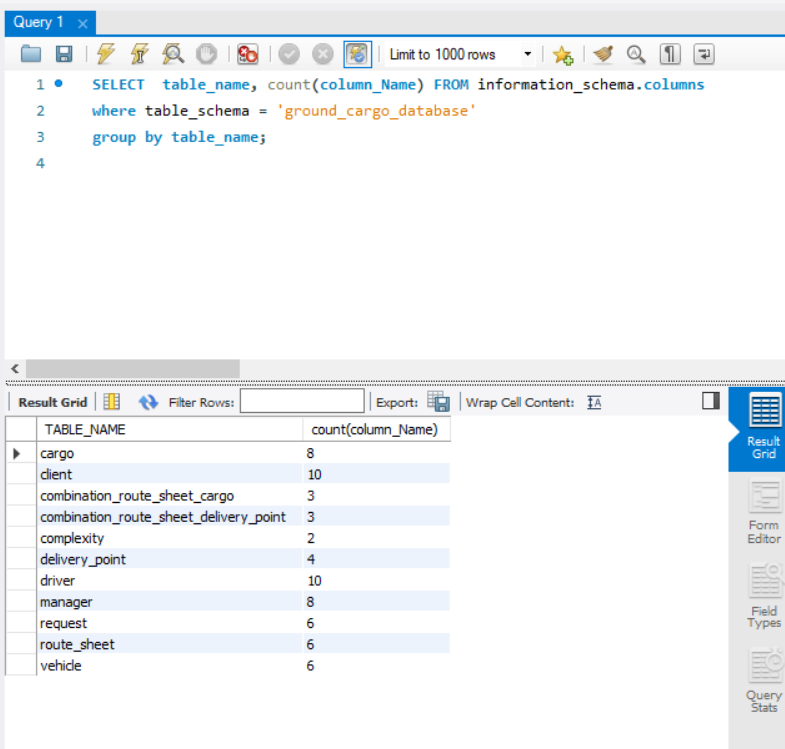 Query 1
Limit to 1000 rows
1 SELECT table_name, count(column_Name) FROM information_schema.columns
2 where table_schema = 'ground_cargo_database'
3 group by table_name;
4
Result Grid Filter Rows: Export: Wrap Cell Content:
TABLE_NAME count(column_Name)
cargo 8
client 10
combination_route_sheet_cargo 3
combination_route_sheet_delivery_point 3
complexity 2
delivery_point 4
driver 10
manager 8
request 6
route_sheet 6
vehicle 6
Result
Grid
Form
Editor
Field
Types
Query
Stats